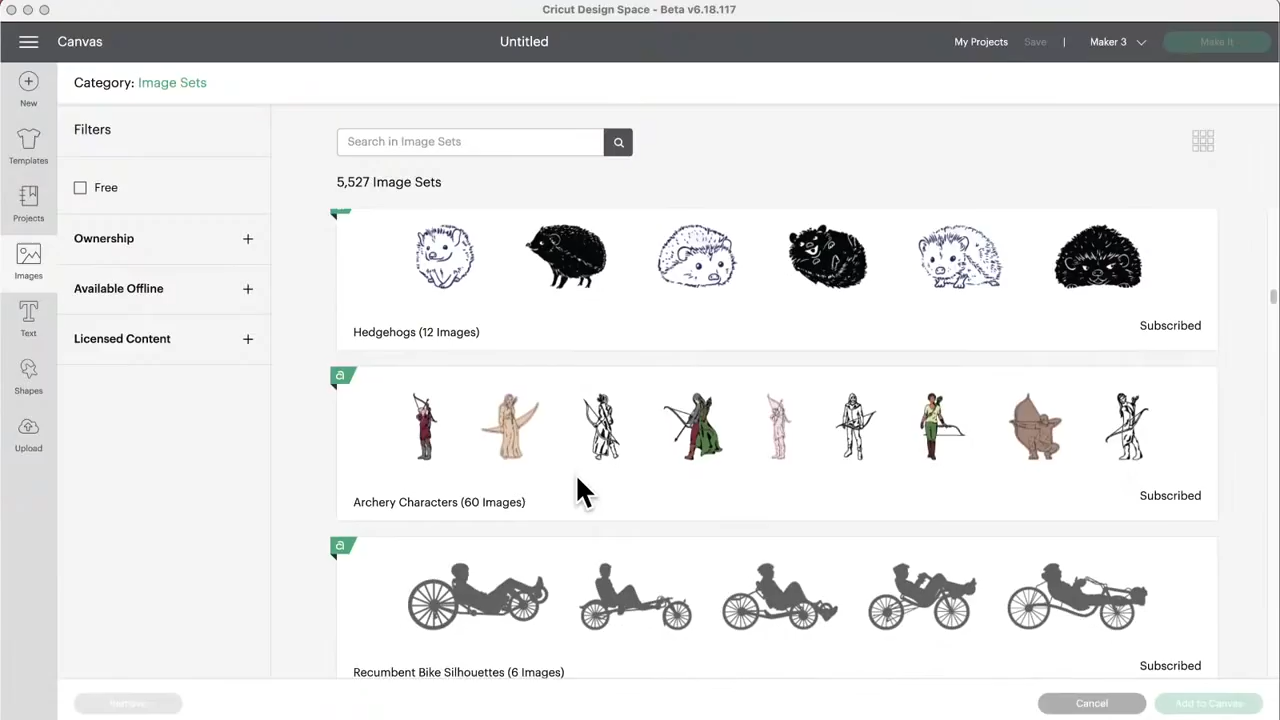 Cricut Design Space - Beta v6.18.117
Canvas
Untitled
My Projects
Save
|
Maker 3
Make It
New
Templates
Projects
Images
Text
Shapes
Upload
Category: Image Sets
Filters
Free
Ownership
Available Offline
Licensed Content
Search in Image Sets
5,527 Image Sets
Hedgehogs (12 Images)
Subscribed
a
Archery Characters (60 Images)
Subscribed
a
Recumbent Bike Silhouettes (6 Images)
Subscribed
Cancel
Add to Canvas